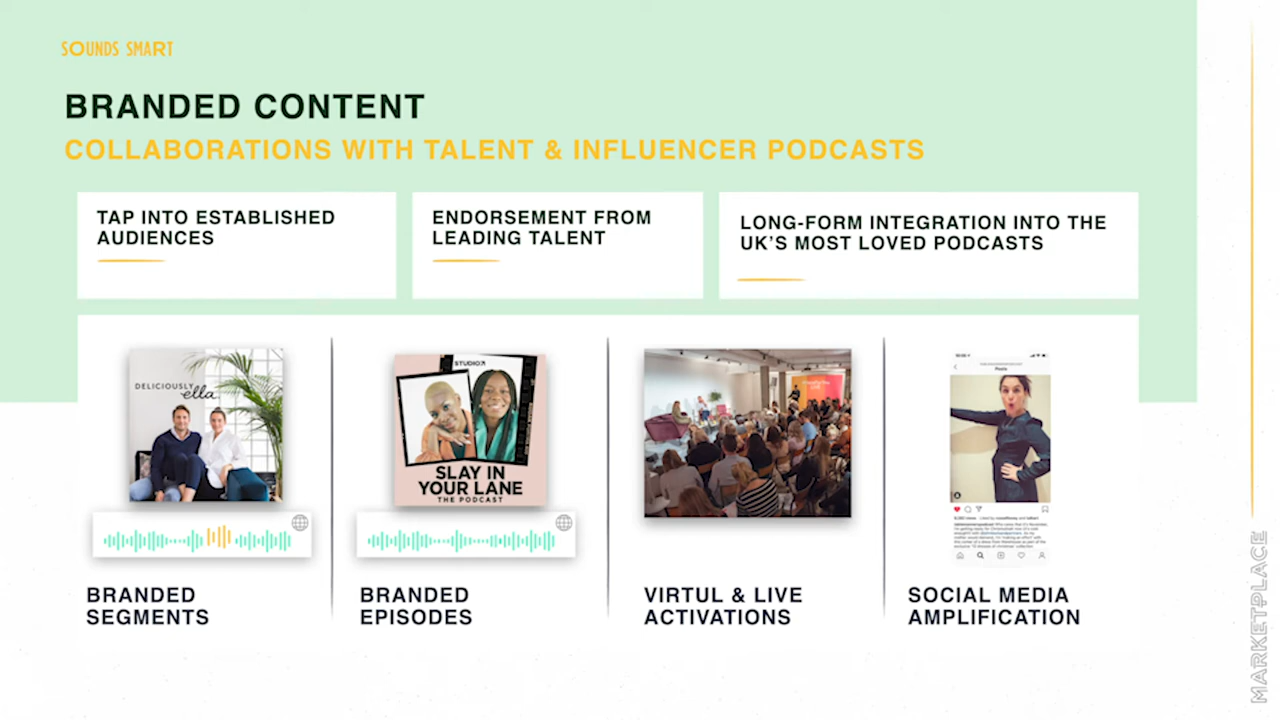 SOUNDS SMART
BRANDED CONTENT
COLLABORATIONS WITH TALENT & INFLUENCER PODCASTS
TAP INTO ESTABLISHED
AUDIENCES
ENDORSEMENT FROM
LEADING TALENT
LONG-FORM INTEGRATION INTO THE
UK'S MOST LOVED PODCASTS
DELICIOUSLY
ella
STUDIO71
SLAY IN
YOUR LANE
THE PODCAST
Posts
BRANDED
SEGMENTS
BRANDED
EPISODES
VIRTUL & LIVE
ACTIVATIONS
SOCIAL MEDIA
AMPLIFICATION
MARKETPLACE